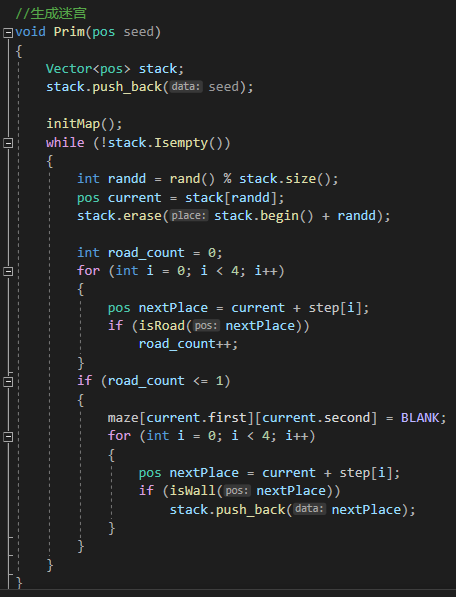 //生成迷宫
void Prim(pos seed)
{
    Vector<pos> stack;
    stack.push_back(data: seed);

    initMap();
    while (!stack.Isempty())
    {
        int randd = rand() % stack.size();
        pos current = stack[randd];
        stack.erase(place: stack.begin() + randd);

        int road_count = 0;
        for (int i = 0; i < 4; i++)
        {
            pos nextPlace = current + step[i];
            if (isRoad(pos: nextPlace))
                road_count++;
        }
        if (road_count <= 1)
        {
            maze[current.first][current.second] = BLANK;
            for (int i = 0; i < 4; i++)
            {
                pos nextPlace = current + step[i];
                if (isWall(pos: nextPlace))
                    stack.push_back(data: nextPlace);
            }
        }
    }
}